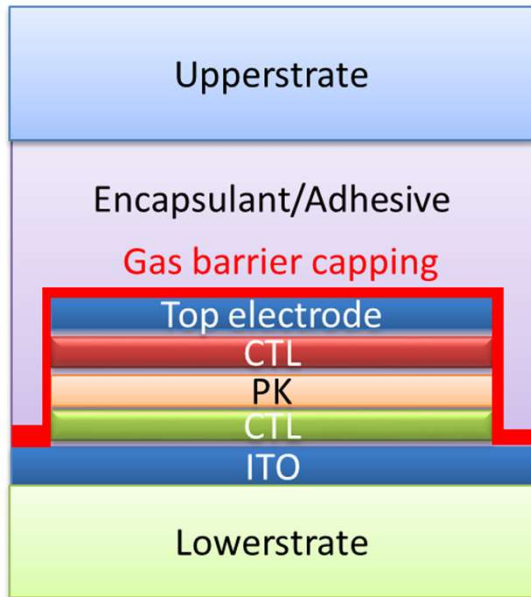 Upperstrate
Encapsulant/Adhesive
Gas barrier capping
Top electrode
CTL
PK
CTL
ITO
Lowerstrate